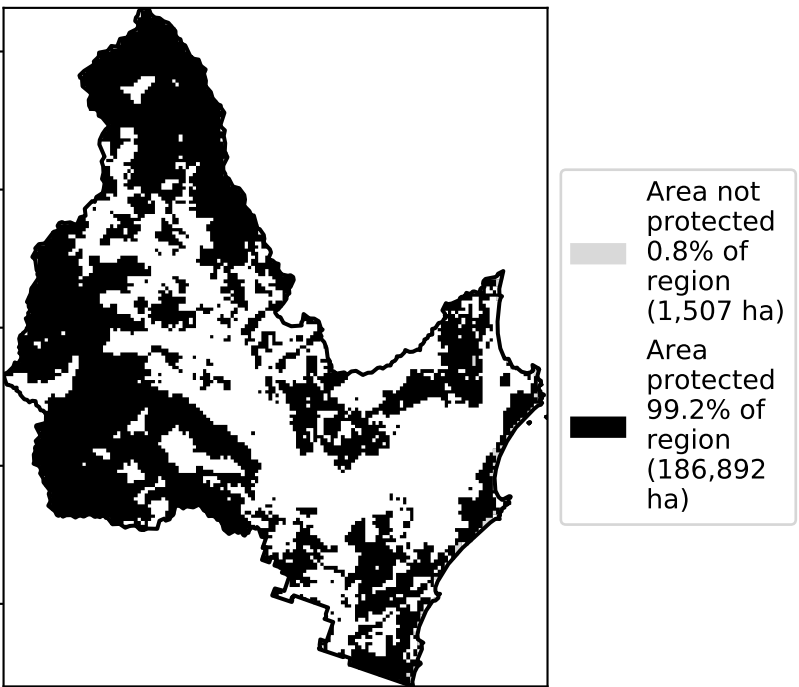 Area not
protected
0.8% of
region
(1,507 ha)
Area
protected
99.2% of
region
(186,892
ha)